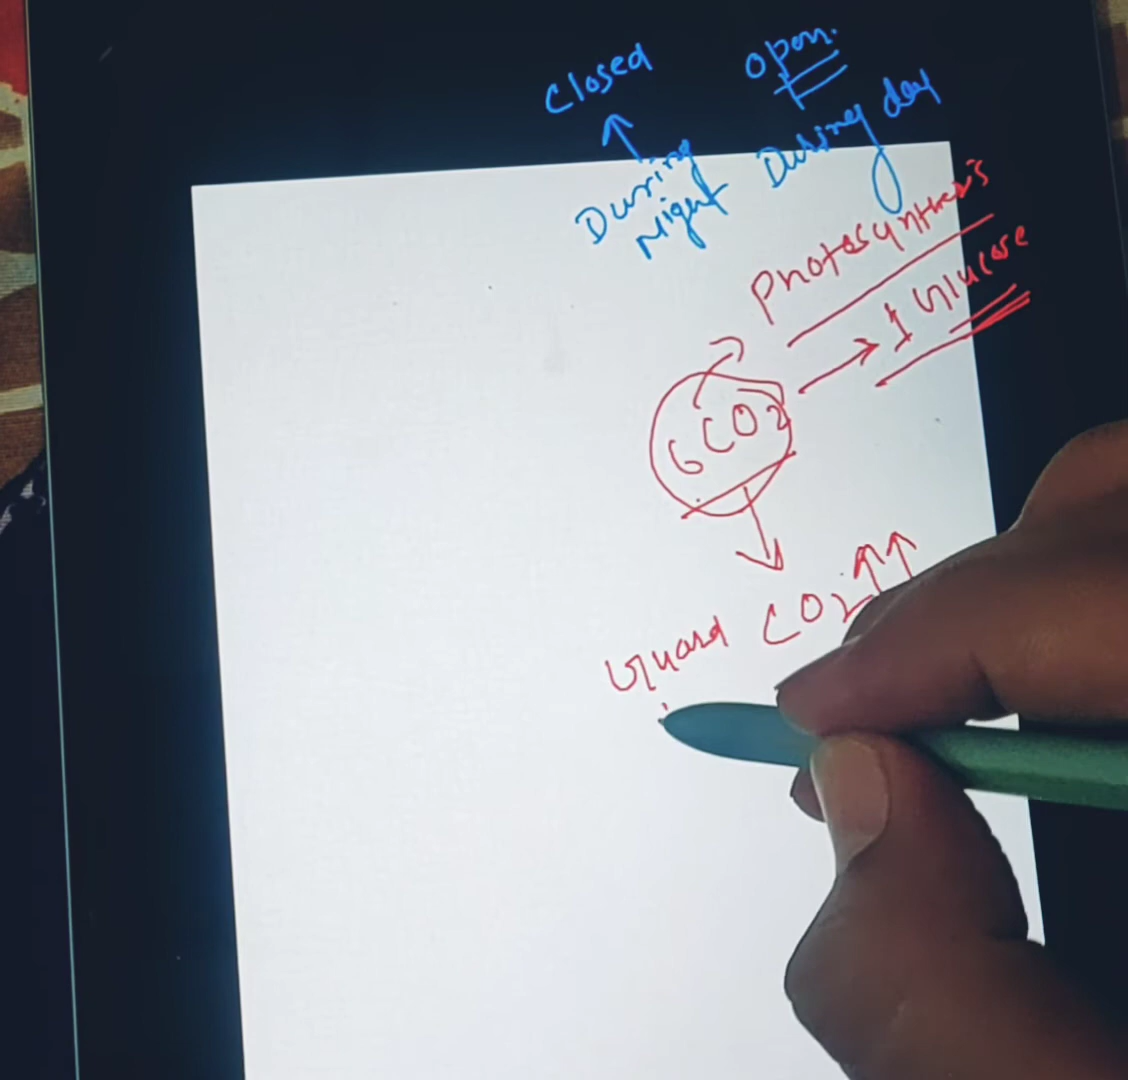 Closed
open.
During
Night
During day
Photosynthesis
6CO2
1 Glucose
Guard CO2